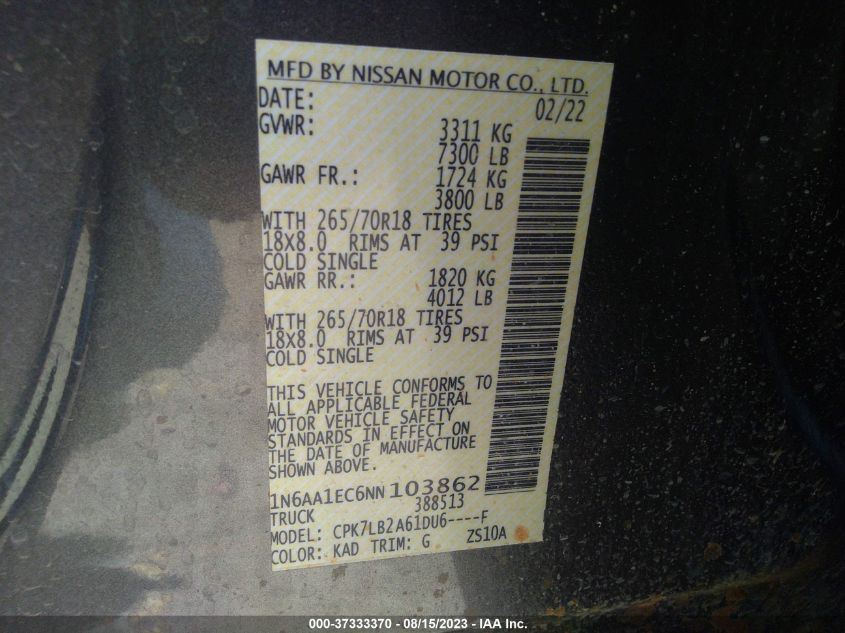 MFD BY NISSAN MOTOR CO., LTD.
DATE: 02/22
GVWR: 3311 KG
7300 LB
GAWR FR.: 1724 KG
3800 LB
WITH 265/70R18 TIRES
18X8.0 RIMS AT 39 PSI
COLD SINGLE
GAWR RR.: 1820 KG
4012 LB
WITH 265/70R18 TIRES
18X8.0 RIMS AT 39 PSI
COLD SINGLE
THIS VEHICLE CONFORMS TO
ALL APPLICABLE FEDERAL
MOTOR VEHICLE SAFETY
STANDARDS IN EFFECT ON
THE DATE OF MANUFACTURE
SHOWN ABOVE.
1N6AA1EC6NN103862
TRUCK 388513
MODEL: CPK7LB2A61DU6----F
COLOR: KAD TRIM: G ZS10A
000-37333370 - 08/15/2023 - IAA Inc.